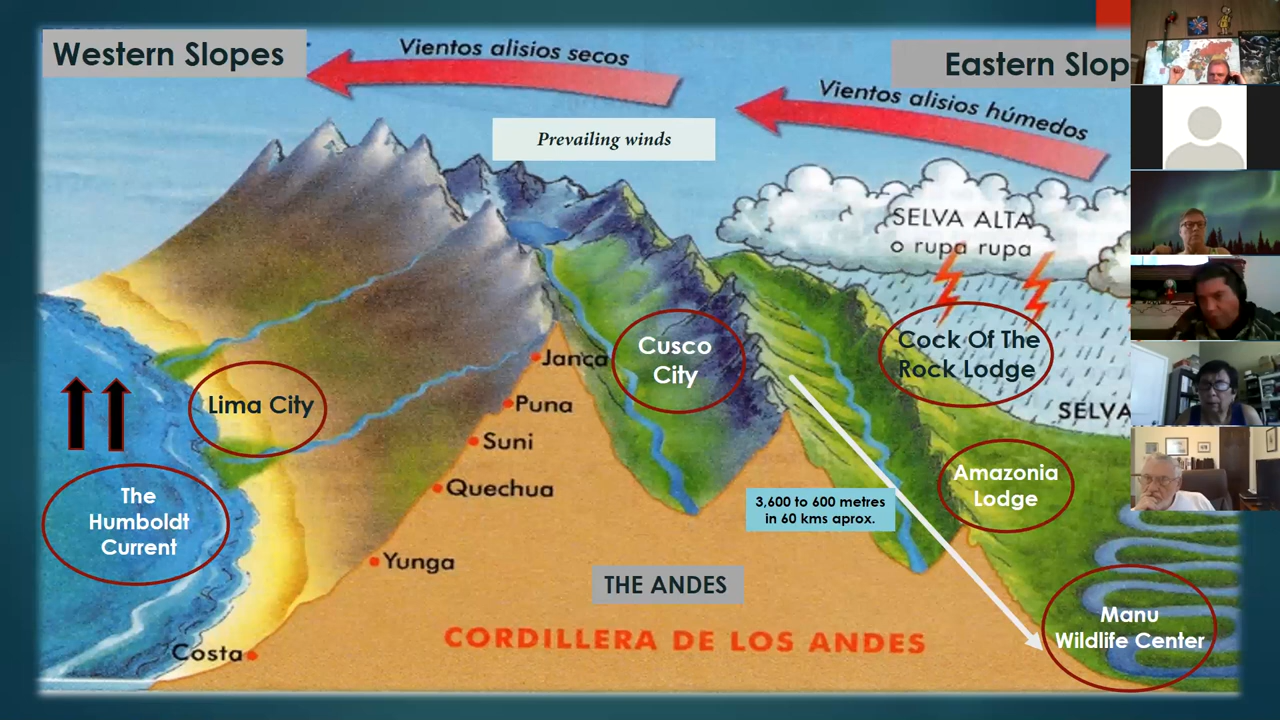 Western Slopes
Vientos alisios secos
Eastern Slop
Vientos alisios húmedos
Prevailing winds
SELVA ALTA
o rupa rupa
Cock Of The
Rock Lodge
Cusco
City
Janca
Lima City
Puna
SELVA
Suni
Quechua
Amazonia
Lodge
The
Humboldt
Current
3,600 to 600 metres
in 60 kms aprox.
Yunga
THE ANDES
Manu
Wildlife Center
CORDILLERA DE LOS ANDES
Costa